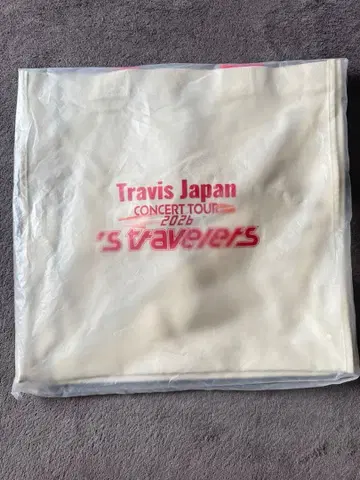 Travis Japan
CONCERT TOUR
2026
's travelers